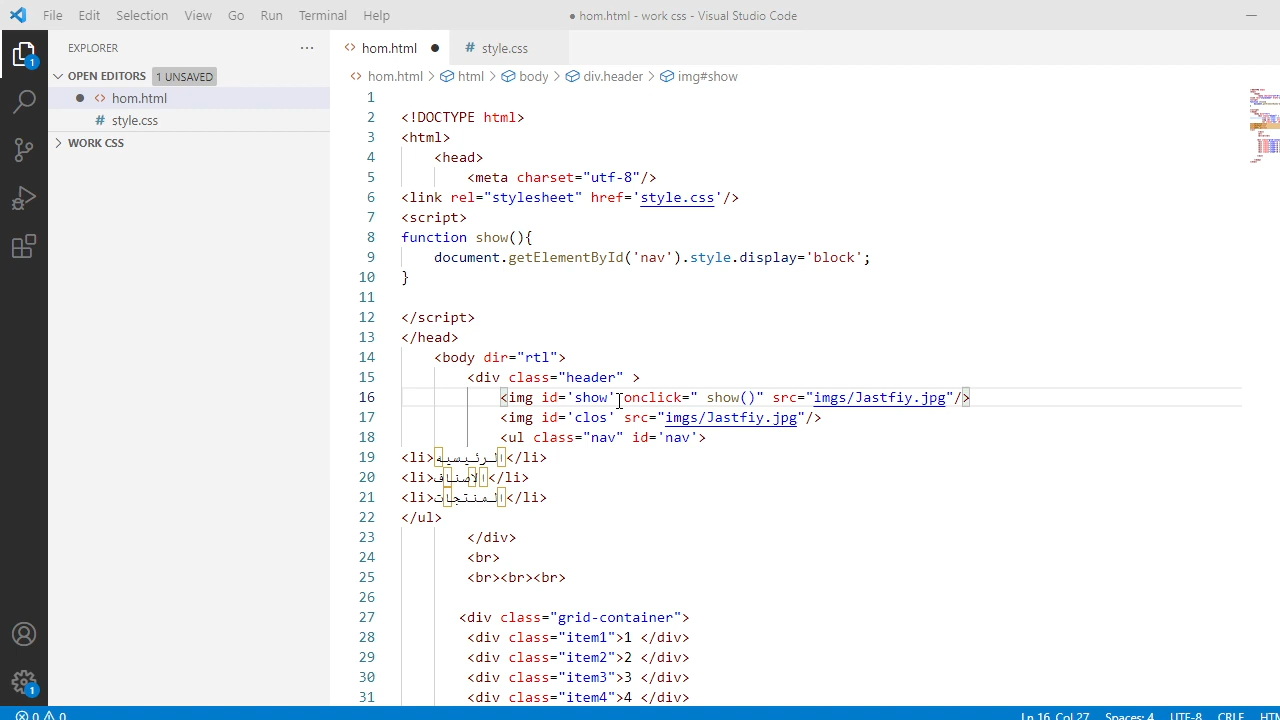 File Edit Selection View Go Run Terminal Help ● hom.html - work css - Visual Studio Code
EXPLORER
OPEN EDITORS 1 UNSAVED
hom.html
style.css
WORK CSS
1
1
hom.html
style.css
hom.html > html > body > div.header > img#show
1
2 <!DOCTYPE html>
3 <html>
4 <head>
5 <meta charset="utf-8"/>
6 <link rel="stylesheet" href='style.css'/>
7 <script>
8 function show(){
9 document.getElementById('nav').style.display='block';
10 }
11
12 </script>
13 </head>
14 <body dir="rtl">
15 <div class="header" >
16 <img id='show' onclick=" show()" src="imgs/Jastfiy.jpg"/>
17 <img id='clos' src="imgs/Jastfiy.jpg"/>
18 <ul class="nav" id='nav'>
19 <li>الرئيسيه</li>
20 <li>الاصناف</li>
21 <li>المنتجات</li>
22 </ul>
23 </div>
24 <br>
25 <br><br><br>
26
27 <div class="grid-container">
28 <div class="item1">1 </div>
29 <div class="item2">2 </div>
30 <div class="item3">3 </div>
31 <div class="item4">4 </div>
0 0 Ln 16, Col 27 Spaces: 4 UTF-8 CRLF